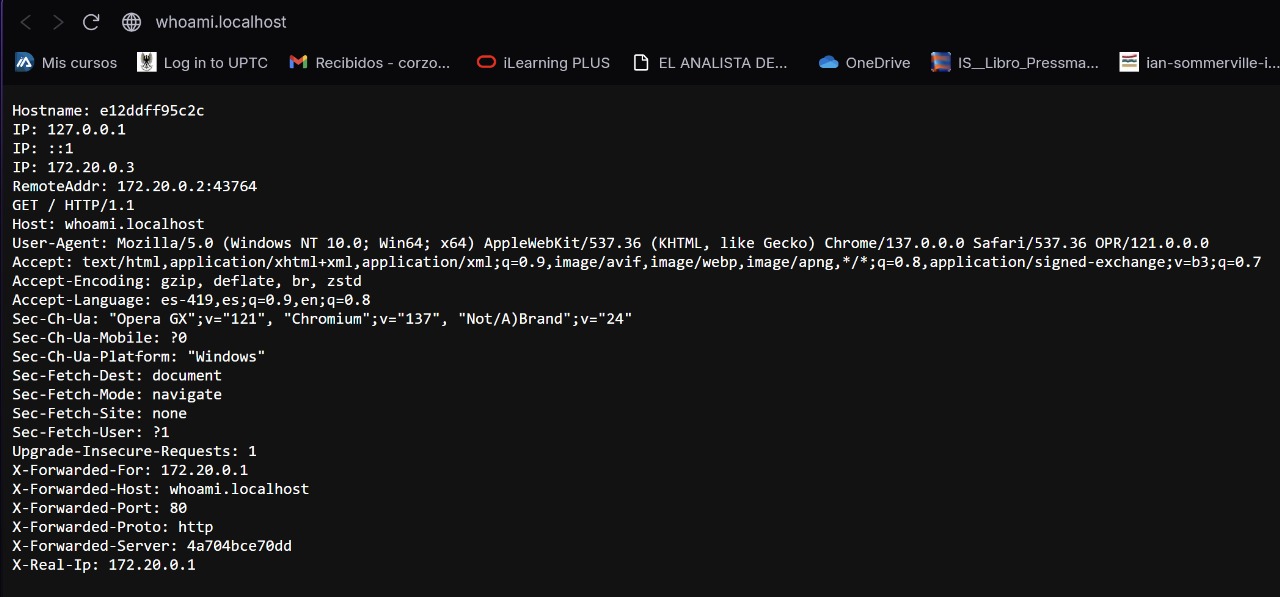 whoami.localhost
Mis cursos Log in to UPTC Recibidos - corzo... iLearning PLUS EL ANALISTA DE... OneDrive IS__Libro_Pressma... ian-sommerville-i...
Hostname: e12ddff95c2c
IP: 127.0.0.1
IP: ::1
IP: 172.20.0.3
RemoteAddr: 172.20.0.2:43764
GET / HTTP/1.1
Host: whoami.localhost
User-Agent: Mozilla/5.0 (Windows NT 10.0; Win64; x64) AppleWebKit/537.36 (KHTML, like Gecko) Chrome/137.0.0.0 Safari/537.36 OPR/121.0.0.0
Accept: text/html,application/xhtml+xml,application/xml;q=0.9,image/avif,image/webp,image/apng,*/*;q=0.8,application/signed-exchange;v=b3;q=0.7
Accept-Encoding: gzip, deflate, br, zstd
Accept-Language: es-419,es;q=0.9,en;q=0.8
Sec-Ch-Ua: "Opera GX";v="121", "Chromium";v="137", "Not/A)Brand";v="24"
Sec-Ch-Ua-Mobile: ?0
Sec-Ch-Ua-Platform: "Windows"
Sec-Fetch-Dest: document
Sec-Fetch-Mode: navigate
Sec-Fetch-Site: none
Sec-Fetch-User: ?1
Upgrade-Insecure-Requests: 1
X-Forwarded-For: 172.20.0.1
X-Forwarded-Host: whoami.localhost
X-Forwarded-Port: 80
X-Forwarded-Proto: http
X-Forwarded-Server: 4a704bce70dd
X-Real-Ip: 172.20.0.1